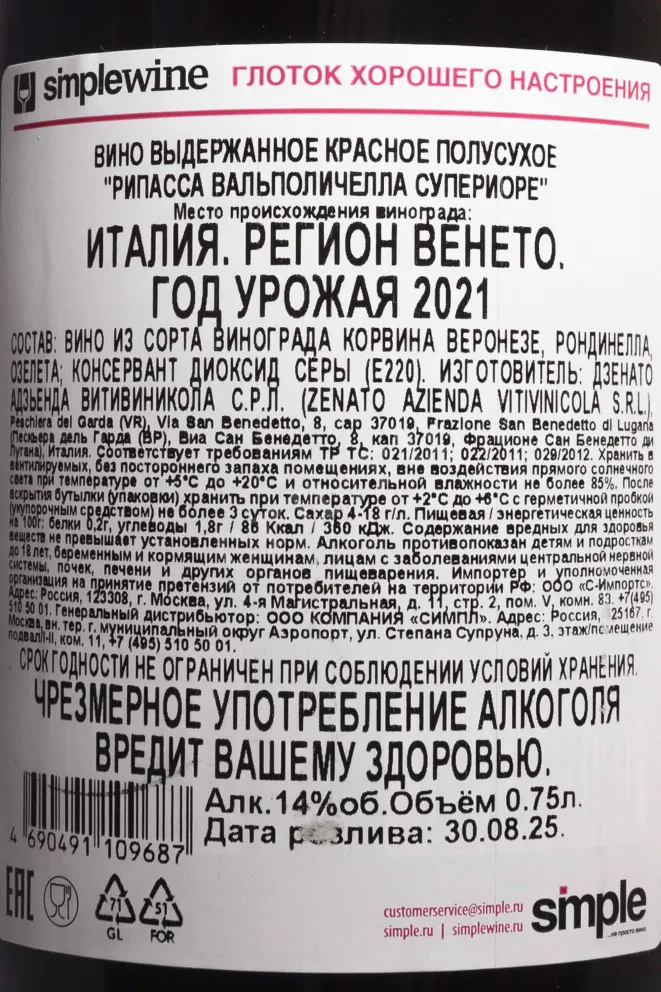 simplewine ГЛОТОК ХОРОШЕГО НАСТРОЕНИЯ
ВИНО ВЫДЕРЖАННОЕ КРАСНОЕ ПОЛУСУХОЕ
"РИПАССА ВАЛЬПОЛИЧЕЛЛА СУПЕРИОРЕ"
Место происхождения винограда:
ИТАЛИЯ. РЕГИОН ВЕНЕТО.
ГОД УРОЖАЯ 2021
СОСТАВ: ВИНО ИЗ СОРТА ВИНОГРАДА КОРВИНА ВЕРОНЕЗЕ, РОНДИНЕЛЛА,
ОЗЕЛЕТА; КОНСЕРВАНТ ДИОКСИД СЕРЫ (Е220). ИЗГОТОВИТЕЛЬ: ДЗЕНАТО
АДЗЬЕНДА ВИТИВИНИКОЛА С.Р.Л. (ZENATO AZIENDA VITIVINICOLA S.R.L.),
Peschiera del Garda (VR), Via San Benedetto, 8, cap 37019, Frazione San Benedetto di Lugana
(Пескьера дель Гарда (ВР), Виа Сан Бенедетто, 8, кап 37019, Фрационе Сан Бенедетто ди
Лугана), Италия. Соответствует требованиям ТР ТС: 021/2011; 022/2011; 029/2012. Хранить в
вентилируемых, без постороннего запаха помещениях, вне воздействия прямого солнечного
света при температуре от +5°С до +20°С и относительной влажности не более 85%. После
вскрытия бутылки (упаковки) хранить при температуре от +2°С до +6°С с герметичной пробкой
(укупорочным средством) не более 3 суток. Сахар 4-18 г/л. Пищевая / энергетическая ценность
на 100г: белки 0,2г, углеводы 1,8г / 86 Ккал / 360 кДж. Содержание вредных для здоровья
веществ не превышает установленных норм. Алкоголь противопоказан детям и подросткам
до 18 лет, беременным и кормящим женщинам, лицам с заболеваниями центральной нервной
системы, почек, печени и других органов пищеварения. Импортер и уполномоченная
организация на принятие претензий от потребителей на территории РФ: ООО «С-Импортс».
Адрес: Россия, 123308, г. Москва, ул. 4-я Магистральная, д. 11, стр. 2, пом. V, комн. 83. +7(495)
510 50 01. Генеральный дистрибьютор: ООО КОМПАНИЯ «СИМПЛ». Адрес: Россия, 25167, г.
Москва, вн. тер. г. муниципальный округ Аэропорт, ул. Степана Супруна, д. 3, этаж/помещение
подвал/I-II, ком. 11, +7 (495) 510 50 01.
СРОК ГОДНОСТИ НЕ ОГРАНИЧЕН ПРИ СОБЛЮДЕНИИ УСЛОВИЙ ХРАНЕНИЯ.
ЧРЕЗМЕРНОЕ УПОТРЕБЛЕНИЕ АЛКОГОЛЯ
ВРЕДИТ ВАШЕМУ ЗДОРОВЬЮ.
Алк.14%об.Объём 0.75л.
Дата розлива: 30.08.25.
4 690491 109687
EAC
71 GL
51 FOR
customerservice@simple.ru
simple.ru | simplewine.ru
simple
...не просто вино